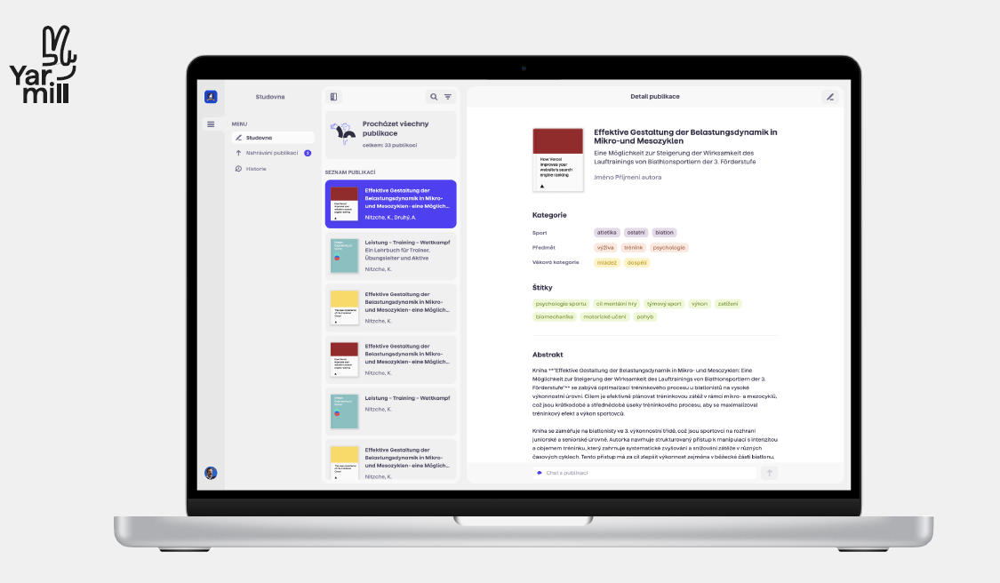 Yar
mill
Studovna
MENU
Studovna
Nahrávání publikací 2
Historie
Procházet všechny
publikace
celkem: 33 publikací
SEZNAM PUBLIKACÍ
How Vercel
improves your
website's search
engine ranking
Effektive Gestaltung der
Belastungsdynamik in Mikro-
und Mesozyklen- eine Möglich...
Nitzche, K., Druhý, A.
Leistung - Training - Wettkampf
Ein Lehrbuch für Trainer,
Übungsleiter und Aktive
Nitzche, K.
Effektive Gestaltung der
Belastungsdynamik in Mikro-
und Mesozyklen- eine Möglich...
Nitzche, K.
How Vercel
improves your
website's search
engine ranking
Effektive Gestaltung der
Belastungsdynamik in Mikro-
und Mesozyklen- eine Möglich...
Nitzche, K.
Leistung - Training - Wettkampf
Nitzche, K.
Effektive Gestaltung der
Belastungsdynamik in Mikro-
und Mesozyklen- eine Möglich...
Nitzche, K.
Detail publikace
How Vercel
improves your
website's search
engine ranking
Effektive Gestaltung der Belastungsdynamik in
Mikro-und Mesozyklen
Eine Möglichkeit zur Steigerung der Wirksamkeit des
Lauftrainings von Biathlonsportlern der 3. Förderstufe
Jméno Příjmení autora
Kategorie
Sport atletika ostatní biatlon
Předmět výživa trénink psychologie
Věková kategorie mládež dospělí
Štítky
psychologie sportu cíl mentální hry týmový sport výkon zatížení
biomechanika motorické učení pohyb
Abstrakt
Kniha **"Effektive Gestaltung der Belastungsdynamik in Mikro- und Mesozyklen: Eine
Möglichkeit zur Steigerung der Wirksamkeit des Lauftrainings von Biathlonsportlern der 3.
Förderstufe"** se zabývá optimalizací tréninkového procesu u biatlonistů na vysoké
výkonnostní úrovni. Cílem je efektivně plánovat tréninkovou zátěž v rámci mikro- a mezocyklů,
což jsou krátkodobé a střednědobé úseky tréninkového procesu, aby se maximalizoval
tréninkový efekt a výkon sportovců.
Kniha se zaměřuje na biatlonisty ve 3. výkonnostní třídě, což jsou sportovci na rozhraní
juniorské a seniorské úrovně. Autorka navrhuje strukturovaný přístup k manipulaci s intenzitou
a objemem tréninku, který zahrnuje systematické zvyšování a snižování zátěže v různých
časových cyklech. Tento přístup má za cíl zlepšit výkonnost zejména v běžecké části biatlonu,
Chat s publikací